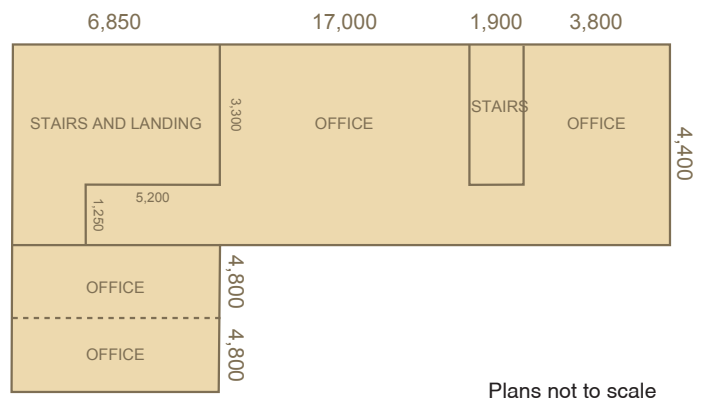 6,850
17,000
1,900
3,800
STAIRS AND LANDING
3,300
OFFICE
STAIRS
OFFICE
4,400
5,200
1,250
OFFICE
4,800
OFFICE
4,800
Plans not to scale